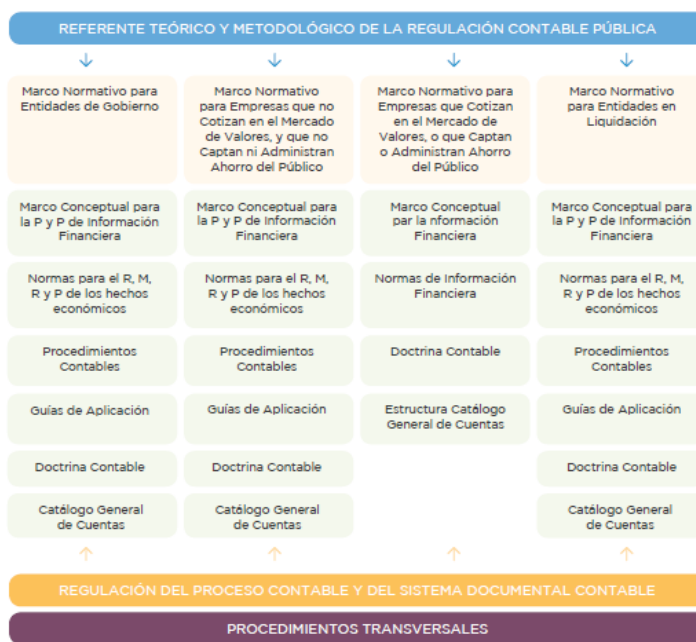 REFERENTE TEÓRICO Y METODOLÓGICO DE LA REGULACIÓN CONTABLE PÚBLICA
Marco Normativo para
Entidades de Gobierno
Marco Conceptual para
la P y P de Información
Financiera
Normas para el R, M,
R y P de los hechos
económicos
Procedimientos
Contables
Guías de Aplicación
Doctrina Contable
Catálogo General
de Cuentas
Marco Normativo
para Empresas que no
Cotizan en el Mercado
de Valores, y que no
Captan ni Administran
Ahorro del Público
Marco Conceptual para
la P y P de Información
Financiera
Normas para el R, M,
R y P de los hechos
económicos
Procedimientos
Contables
Guías de Aplicación
Doctrina Contable
Catálogo General
de Cuentas
Marco Normativo para
Empresas que Cotizan
en el Mercado de
Valores, o que Captan
o Administran Ahorro
del Público
Marco Conceptual
par la nformación
Financiera
Normas de Información
Financiera
Doctrina Contable
Estructura Catálogo
General de Cuentas
Marco Normativo
para Entidades en
Liquidación
Marco Conceptual para
la P y P de Información
Financiera
Normas para el R, M,
R y P de los hechos
económicos
Procedimientos
Contables
Guías de Aplicación
Doctrina Contable
Catálogo General
de Cuentas
REGULACIÓN DEL PROCESO CONTABLE Y DEL SISTEMA DOCUMENTAL CONTABLE
PROCEDIMIENTOS TRANSVERSALES